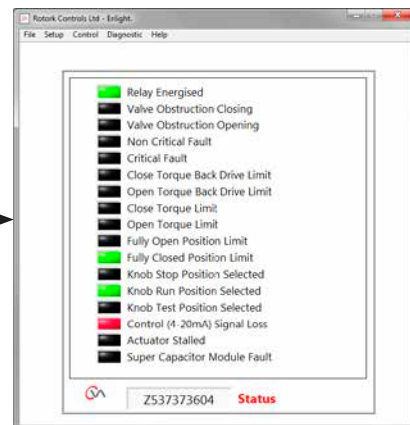 Rotork Controls Ltd - Enlight.
File Setup Control Diagnostic Help
Relay Energised
Valve Obstruction Closing
Valve Obstruction Opening
Non Critical Fault
Critical Fault
Close Torque Back Drive Limit
Open Torque Back Drive Limit
Close Torque Limit
Open Torque Limit
Fully Open Position Limit
Fully Closed Position Limit
Knob Stop Position Selected
Knob Run Position Selected
Knob Test Position Selected
Control (4-20mA) Signal Loss
Actuator Stalled
Super Capacitor Module Fault
Z537373604 Status